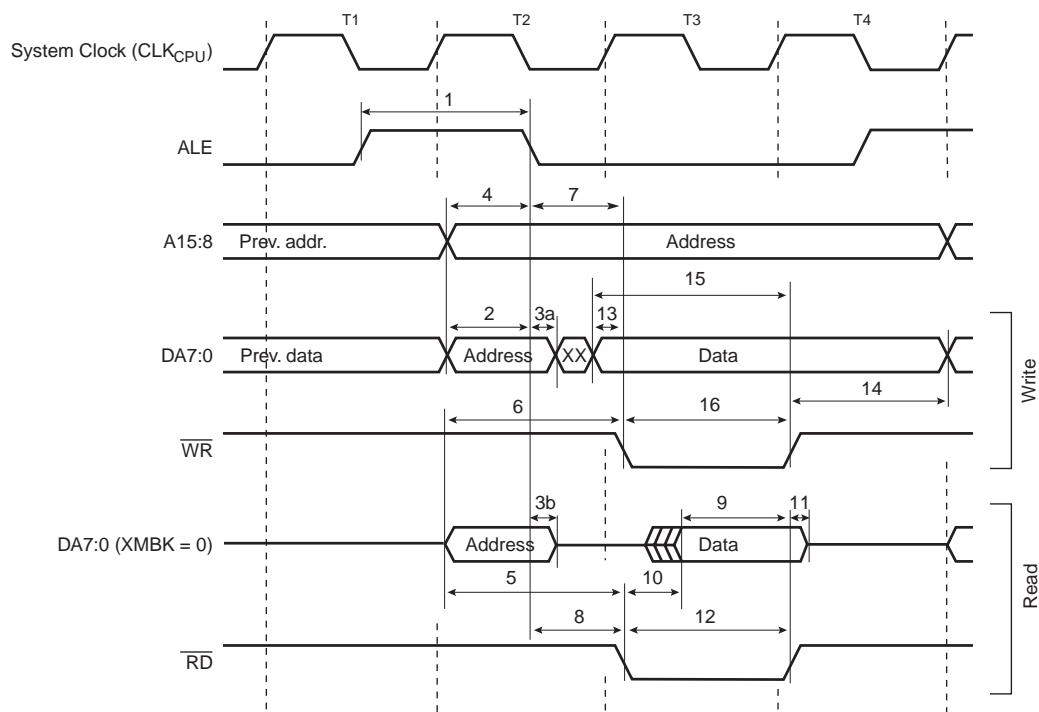 T1 T2 T3 T4
System Clock (CLKCPU)
1
ALE
4 7
A15:8 Prev. addr. Address
15
2 3a 13
DA7:0 Prev. data Address XX Data
14
6 16
WR
Write
3b 9 11
DA7:0 (XMBK = 0) Address Data
5 10
8 12
RD
Read